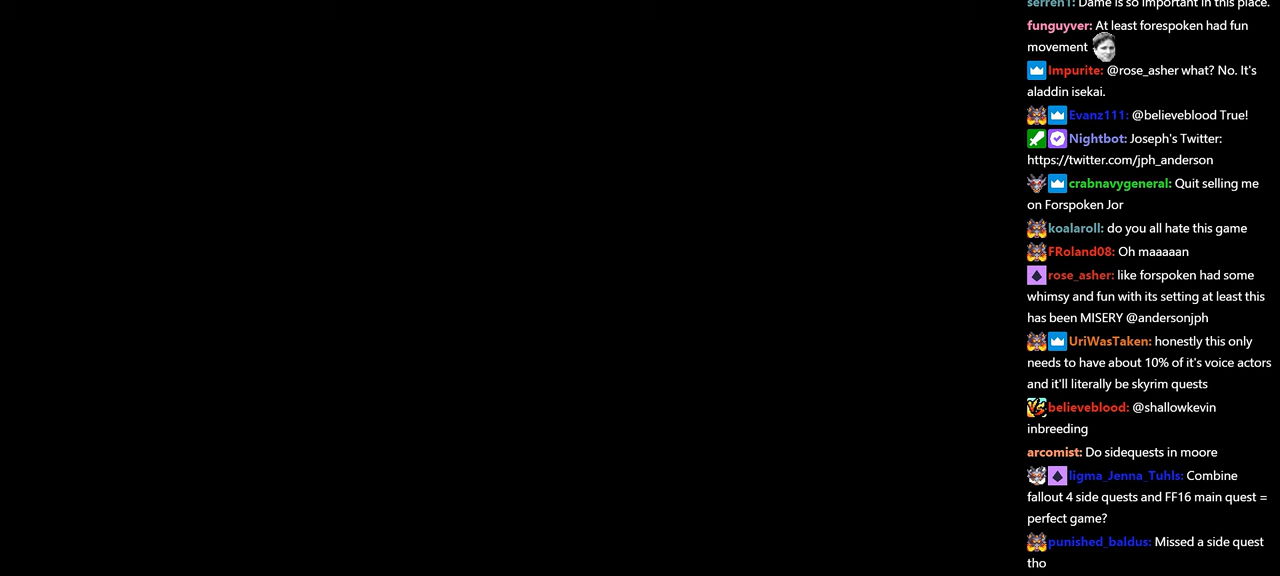 serren1: Dame is so important in this place.
funguyver: At least forespoken had fun
movement
Impurite: @rose_asher what? No. It's
aladdin isekai.
Evanz111: @believeblood True!
Nightbot: Joseph's Twitter:
https://twitter.com/jph_anderson
crabnavygeneral: Quit selling me
on Forspoken Jor
koalaroll: do you all hate this game
FRoland08: Oh maaaaan
rose_asher: like forspoken had some
whimsy and fun with its setting at least this
has been MISERY @andersonjph
UriWasTaken: honestly this only
needs to have about 10% of it's voice actors
and it'll literally be skyrim quests
believeblood: @shallowkevin
inbreeding
arcomist: Do sidequests in moore
ligma_Jenna_Tuhls: Combine
fallout 4 side quests and FF16 main quest =
perfect game?
punished_baldus: Missed a side quest
tho